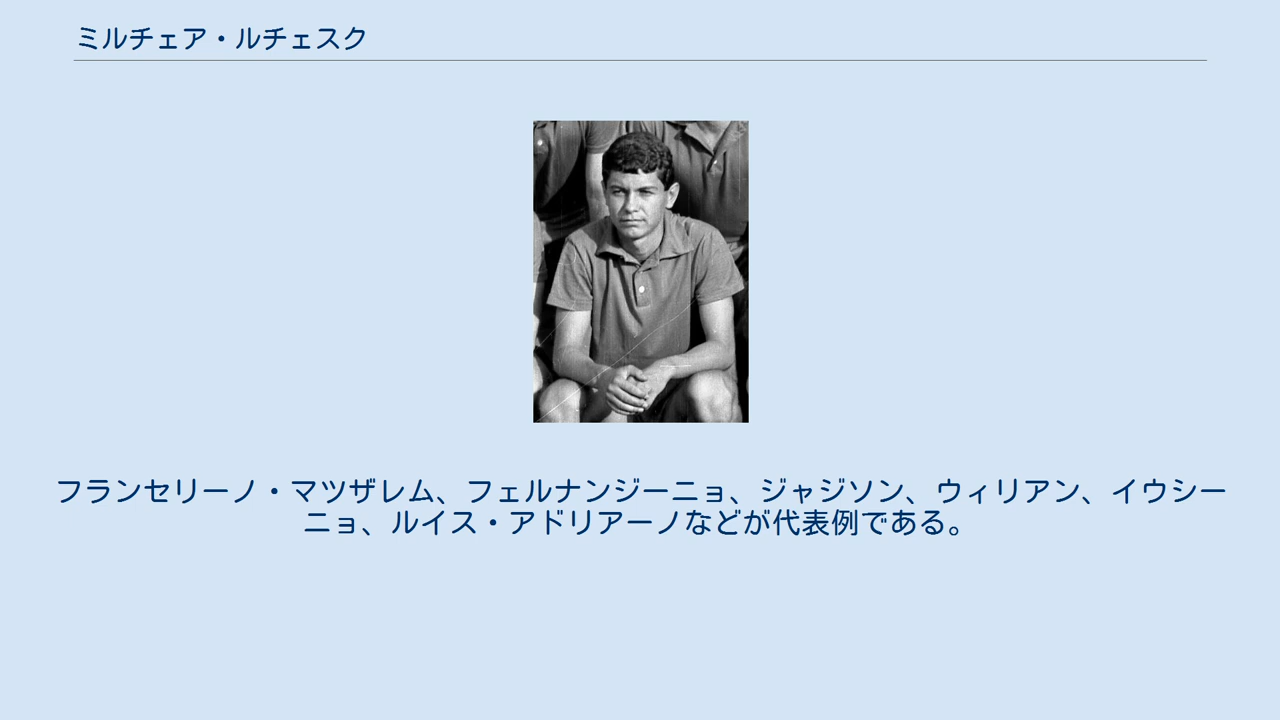 ミルチェア・ルチェスク
フランセリーノ・マツザレム、フェルナンジーニョ、ジャジソン、ウィリアン、イウシー
ニョ、ルイス・アドリアーノなどが代表例である。